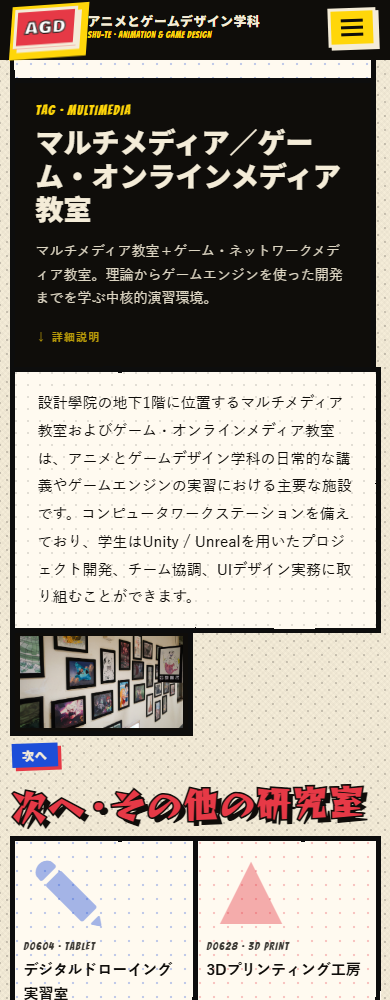 AGD
アニメとゲームデザイン学科
SHU-TE · ANIMATION & GAME DESIGN
TAG · MULTIMEDIA
マルチメディア／ゲー
ム・オンラインメディア
教室
マルチメディア教室＋ゲーム・ネットワークメデ
ィア教室。理論からゲームエンジンを使った開発
までを学ぶ中核的演習環境。
↓ 詳細説明
設計學院の地下1階に位置するマルチメディア
教室およびゲーム・オンラインメディア教室
は、アニメとゲームデザイン学科の日常的な講
義やゲームエンジンの実習における主要な施設
です。コンピュータワークステーションを備え
ており、学生はUnity / Unrealを用いたプロジ
ェクト開発、チーム協調、UIデザイン実務に取
り組むことができます。
次へ
次へ・その他の研究室
D0604 · TABLET
デジタルドローイング
実習室
D0628 · 3D PRINT
3Dプリンティング工房